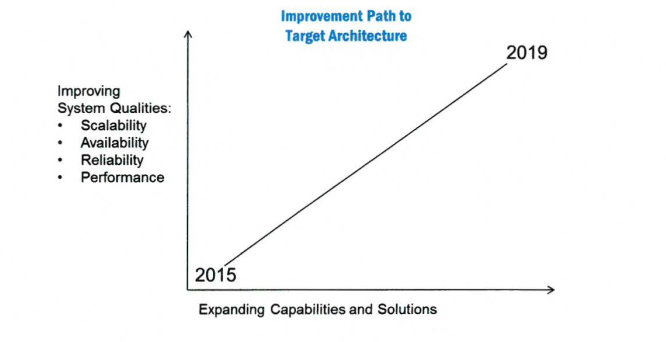 Improvement Path to
Target Architecture
2019
Improving
System Qualities:
• Scalability
• Availability
• Reliability
• Performance
2015
Expanding Capabilities and Solutions